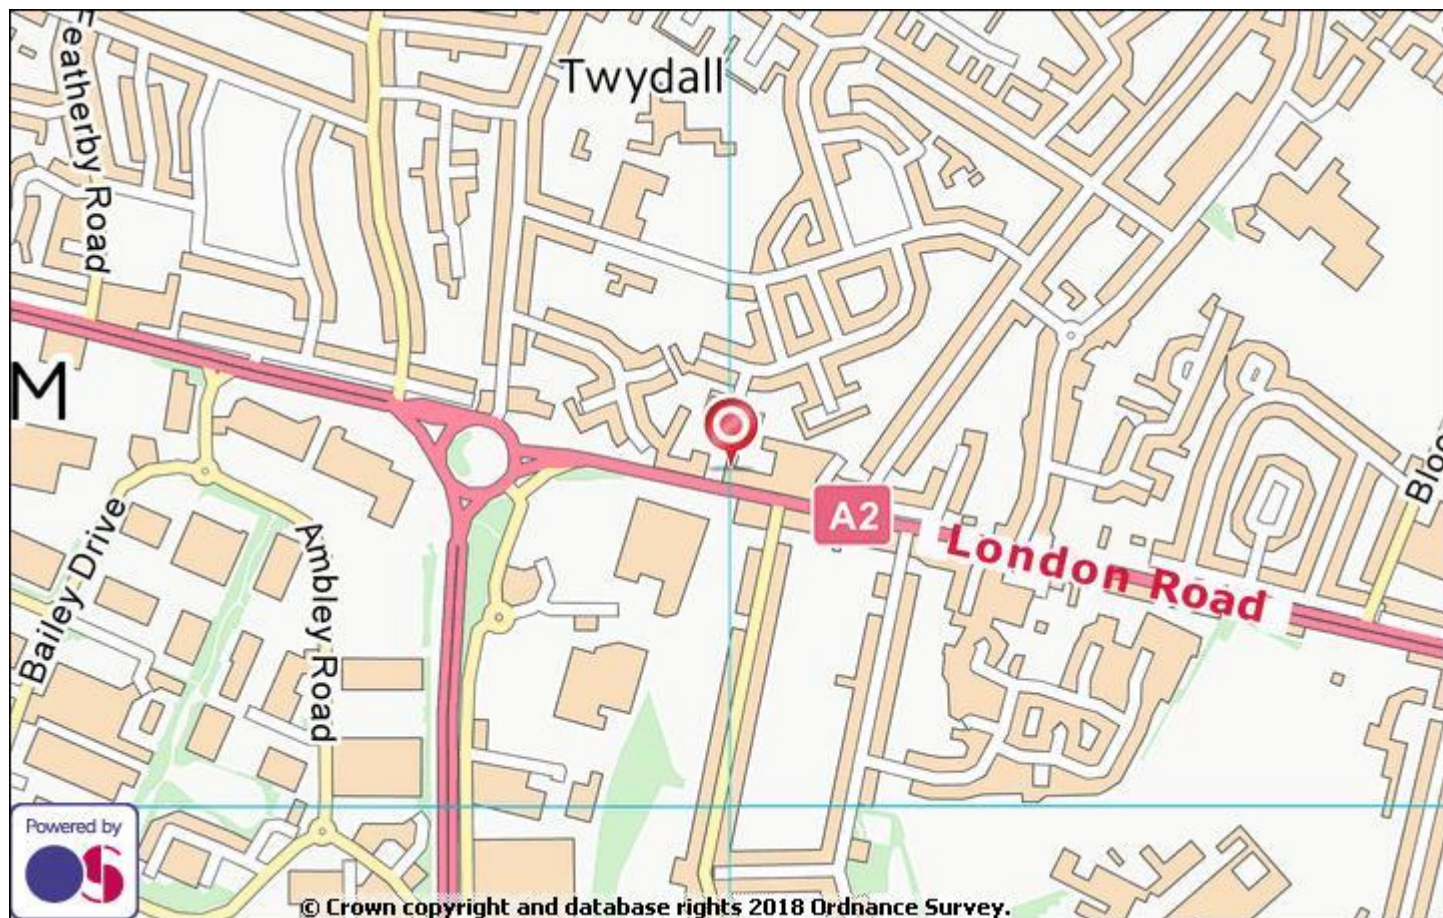 Featherby Road
Twydall
M
A2
London Road
Bailey Drive
Ambley Road
Powered by
OS
© Crown copyright and database rights 2018 Ordnance Survey.